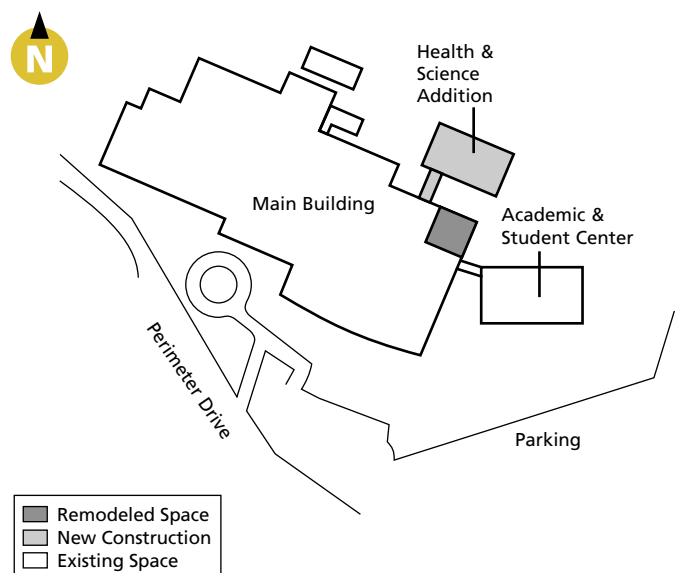 N
Health &
Science
Addition
Main Building
Academic &
Student Center
Perimeter Drive
Parking
Remodeled Space
New Construction
Existing Space